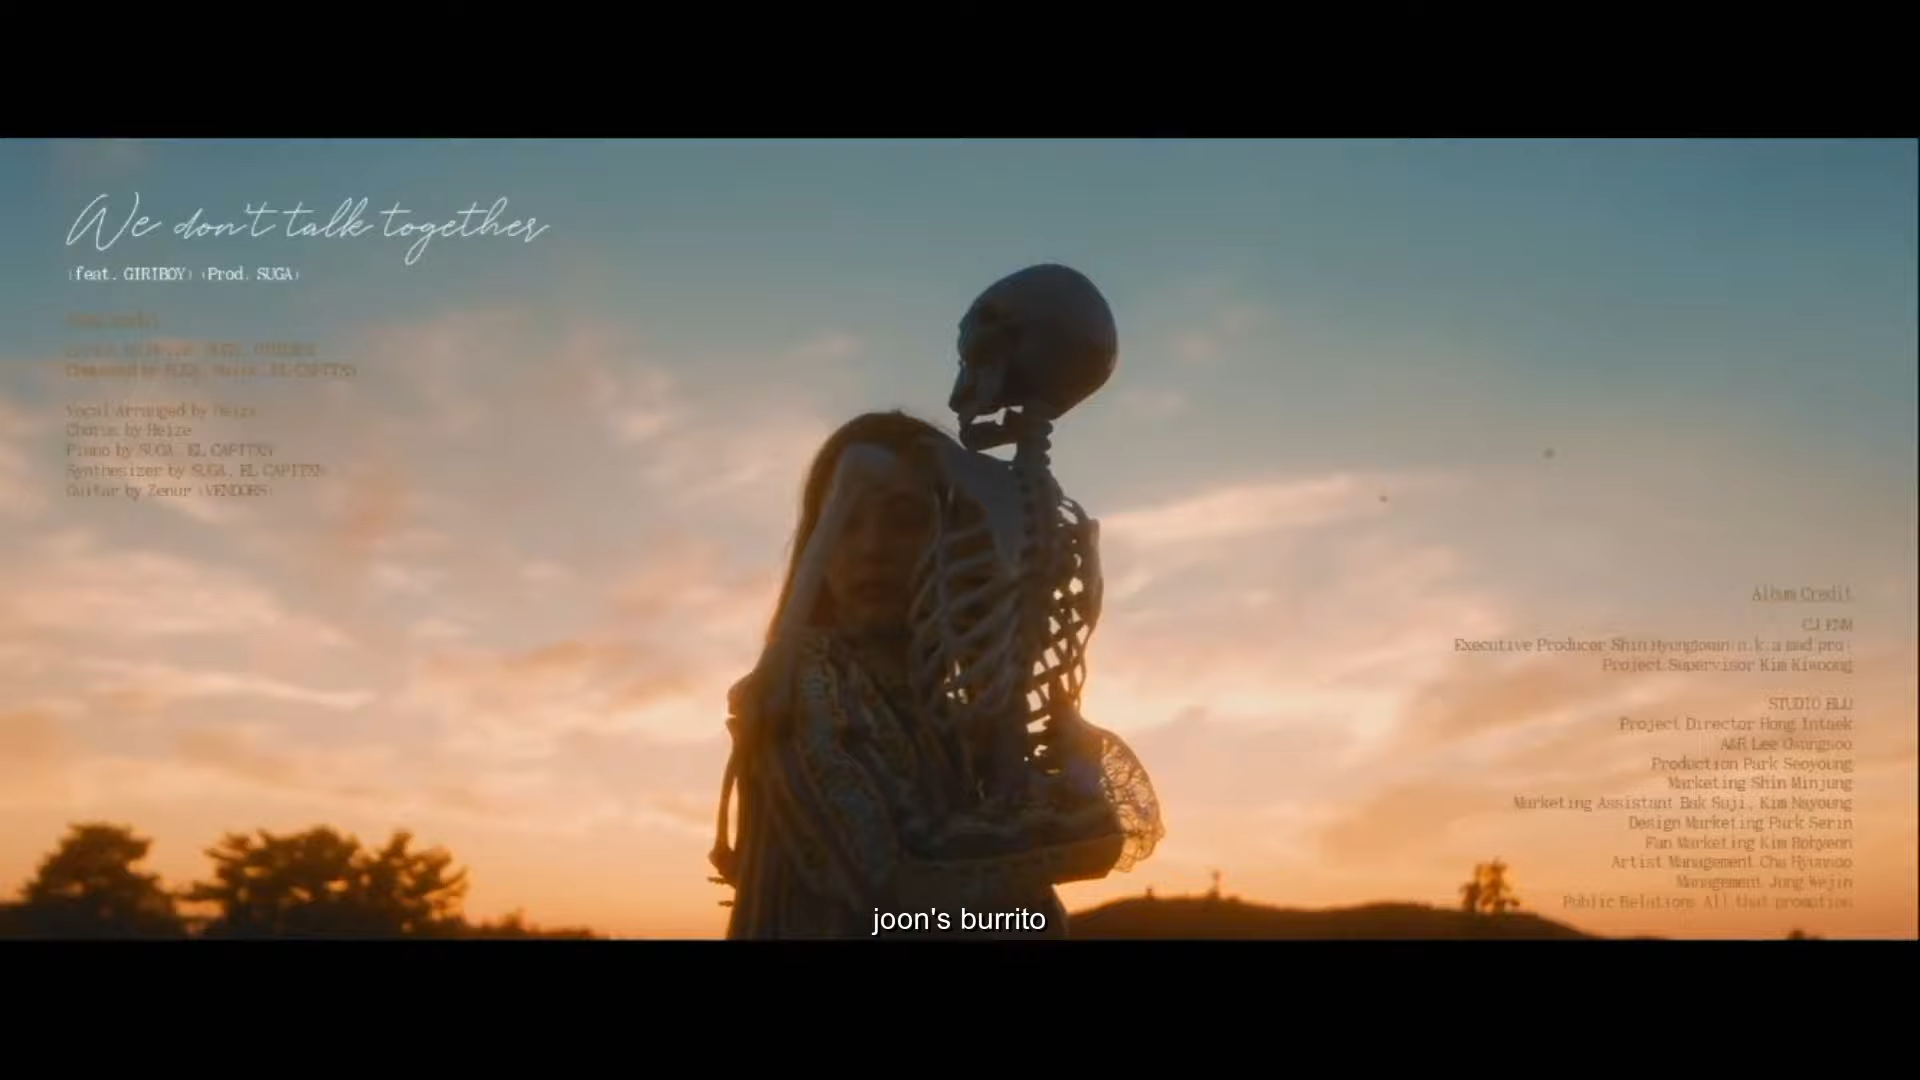 We don't talk together
(feat. GIRIBOY) (Prod. SUGA)
Vocal Arranged by Heize
Chorus by Heize
Piano by SUGA, EL CAPITXN
Synthesizer by SUGA, EL CAPITXN
Guitar by Zenur (VENDORS)
Album Credit
CJ ENM
Executive Producer Shin Hyungkwan
Project Supervisor Kim Kiwoong
STUDIO BLU
Project Director Hong Intaek
A&R Lee
Production Park Seoyoung
Marketing Shin Minjung
Marketing Assistant Bak Suji, Kim Nayoung
Design Marketing Park Serin
Fan Marketing Kim Bohyeon
Artist Management Cha
Management Jung Wejin
Public Relations All that promotion
joon's burrito